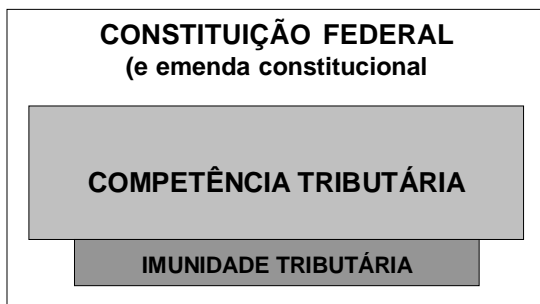 CONSTITUIÇÃO FEDERAL
(e emenda constitucional
COMPETÊNCIA TRIBUTÁRIA
IMUNIDADE TRIBUTÁRIA